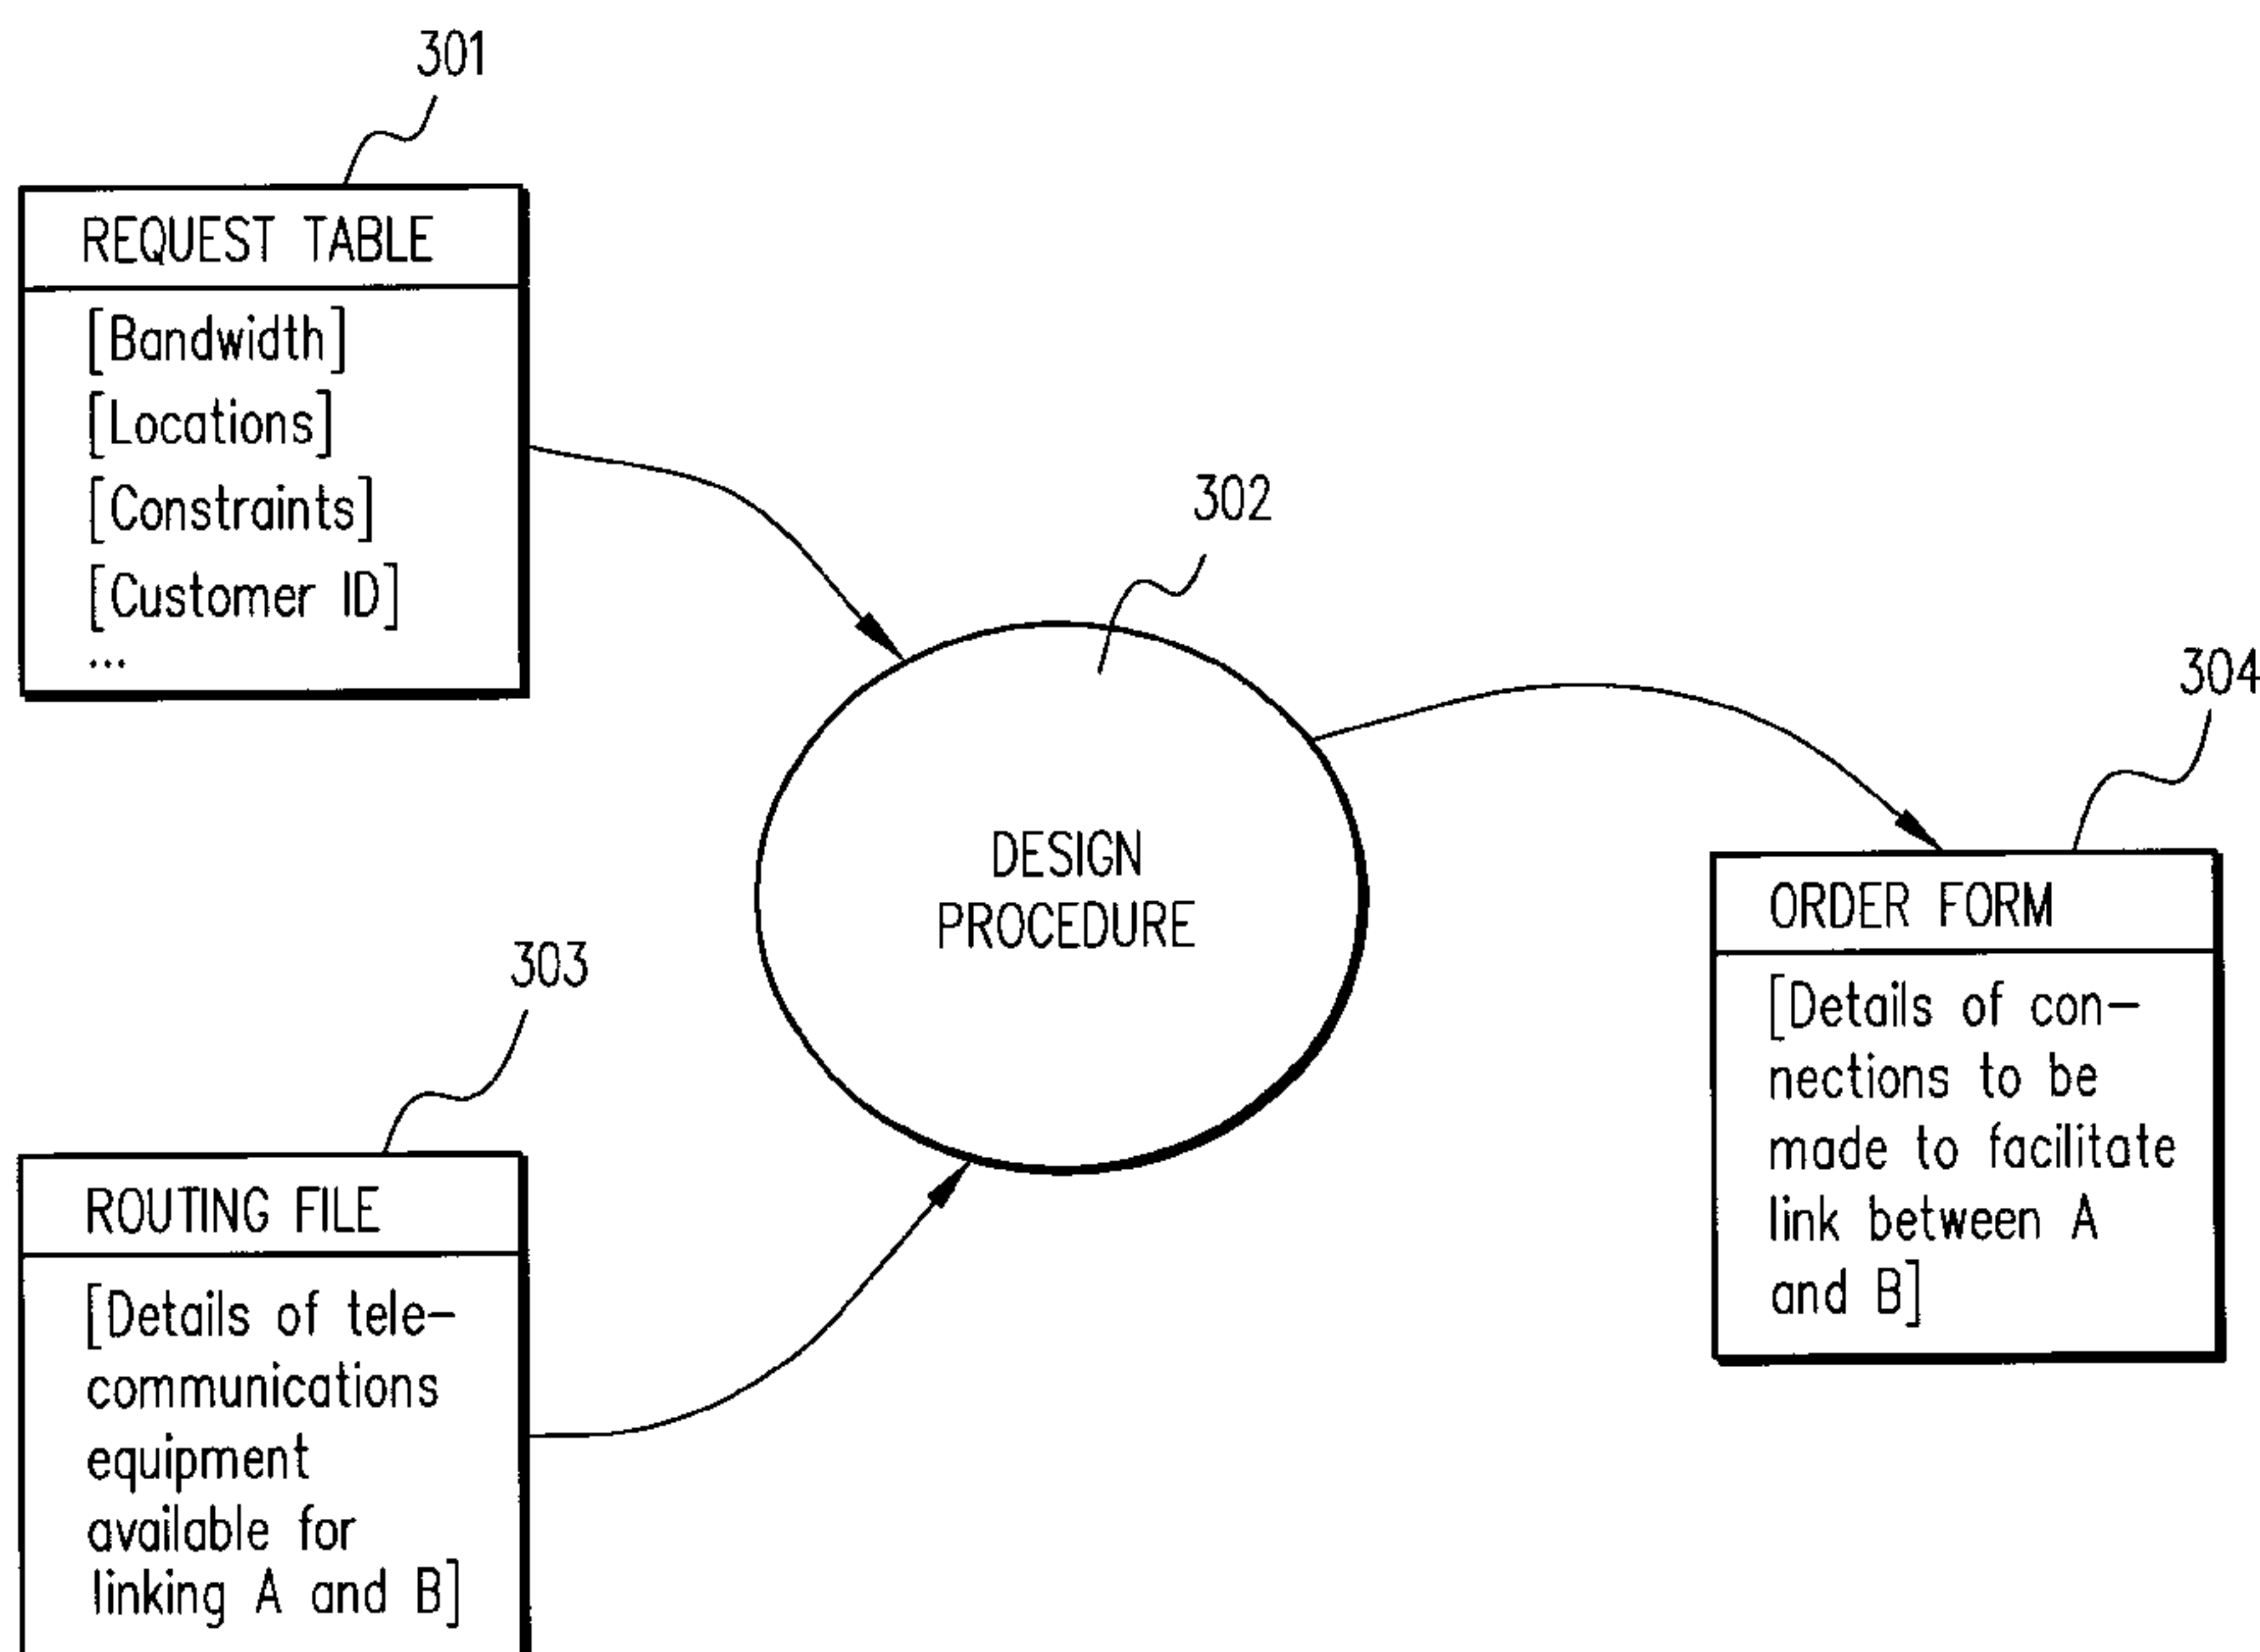 301
REQUEST TABLE
[Bandwidth]
[Locations]
[Constraints]
[Customer ID]
...
302
DESIGN
PROCEDURE
303
ROUTING FILE
[Details of tele-
communications
equipment
available for
linking A and B]
304
ORDER FORM
[Details of con-
nections to be
made to facilitate
link between A
and B]